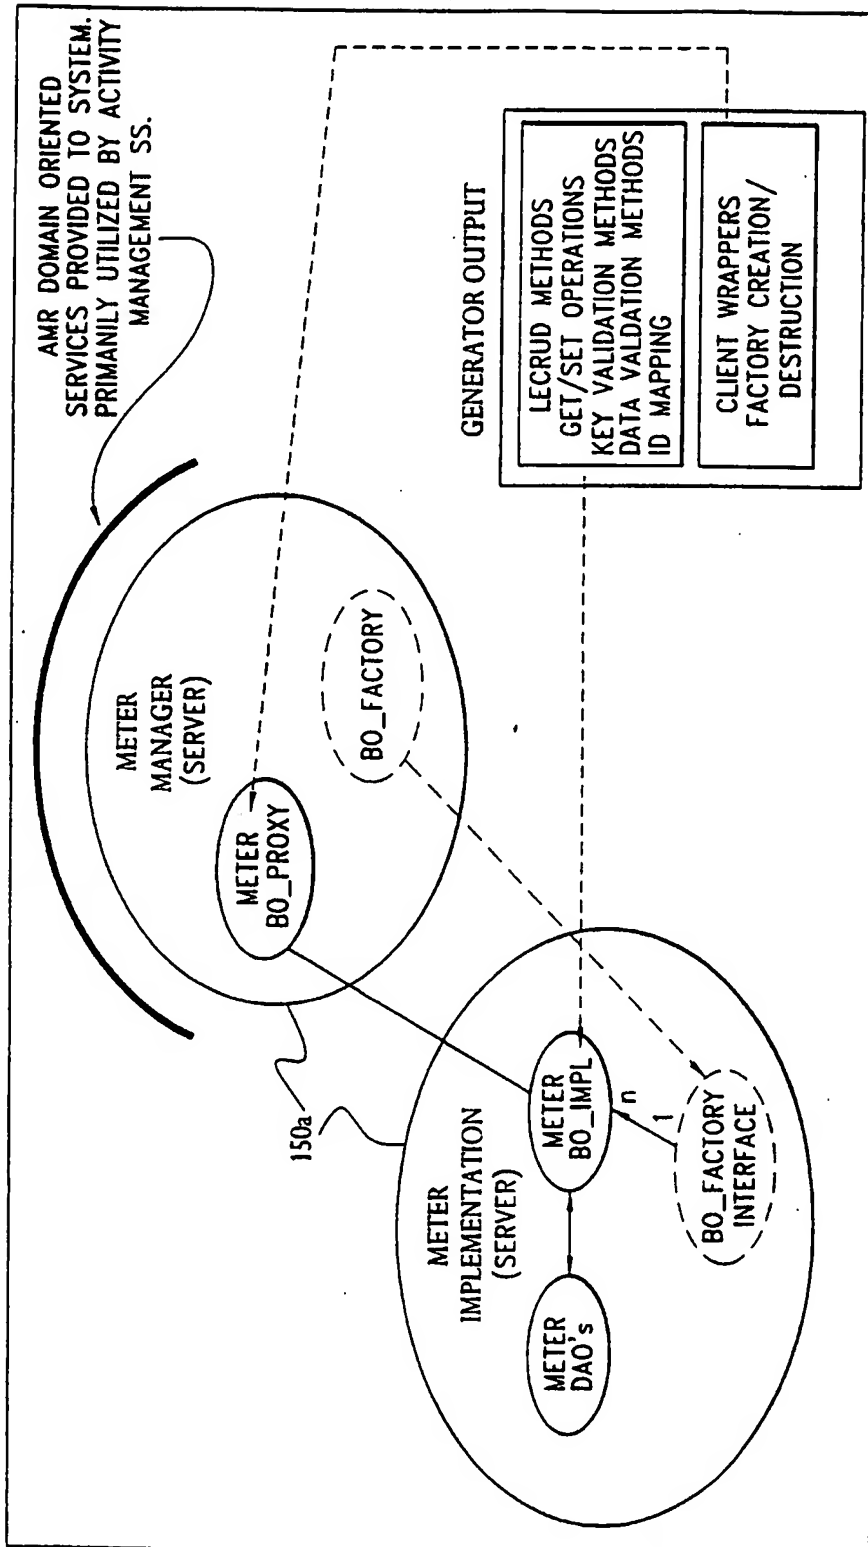 AMR DOMAIN ORIENTED
SERVICES PROVIDED TO SYSTEM.
PRIMANILY UTILIZED BY ACTIVITY
MANAGEMENT SS.
METER
MANAGER
(SERVER)
METER
BO_PROXY
BO_FACTORY
150a
METER
IMPLEMENTATION
(SERVER)
METER
DAO's
METER
BO_IMPL
n
1
BO_FACTORY
INTERFACE
GENERATOR OUTPUT
LECRUD METHODS
GET/SET OPERATIONS
KEY VALIDATION METHODS
DATA VALDATION METHODS
ID MAPPING
CLIENT WRAPPERS
FACTORY CREATION/
DESTRUCTION